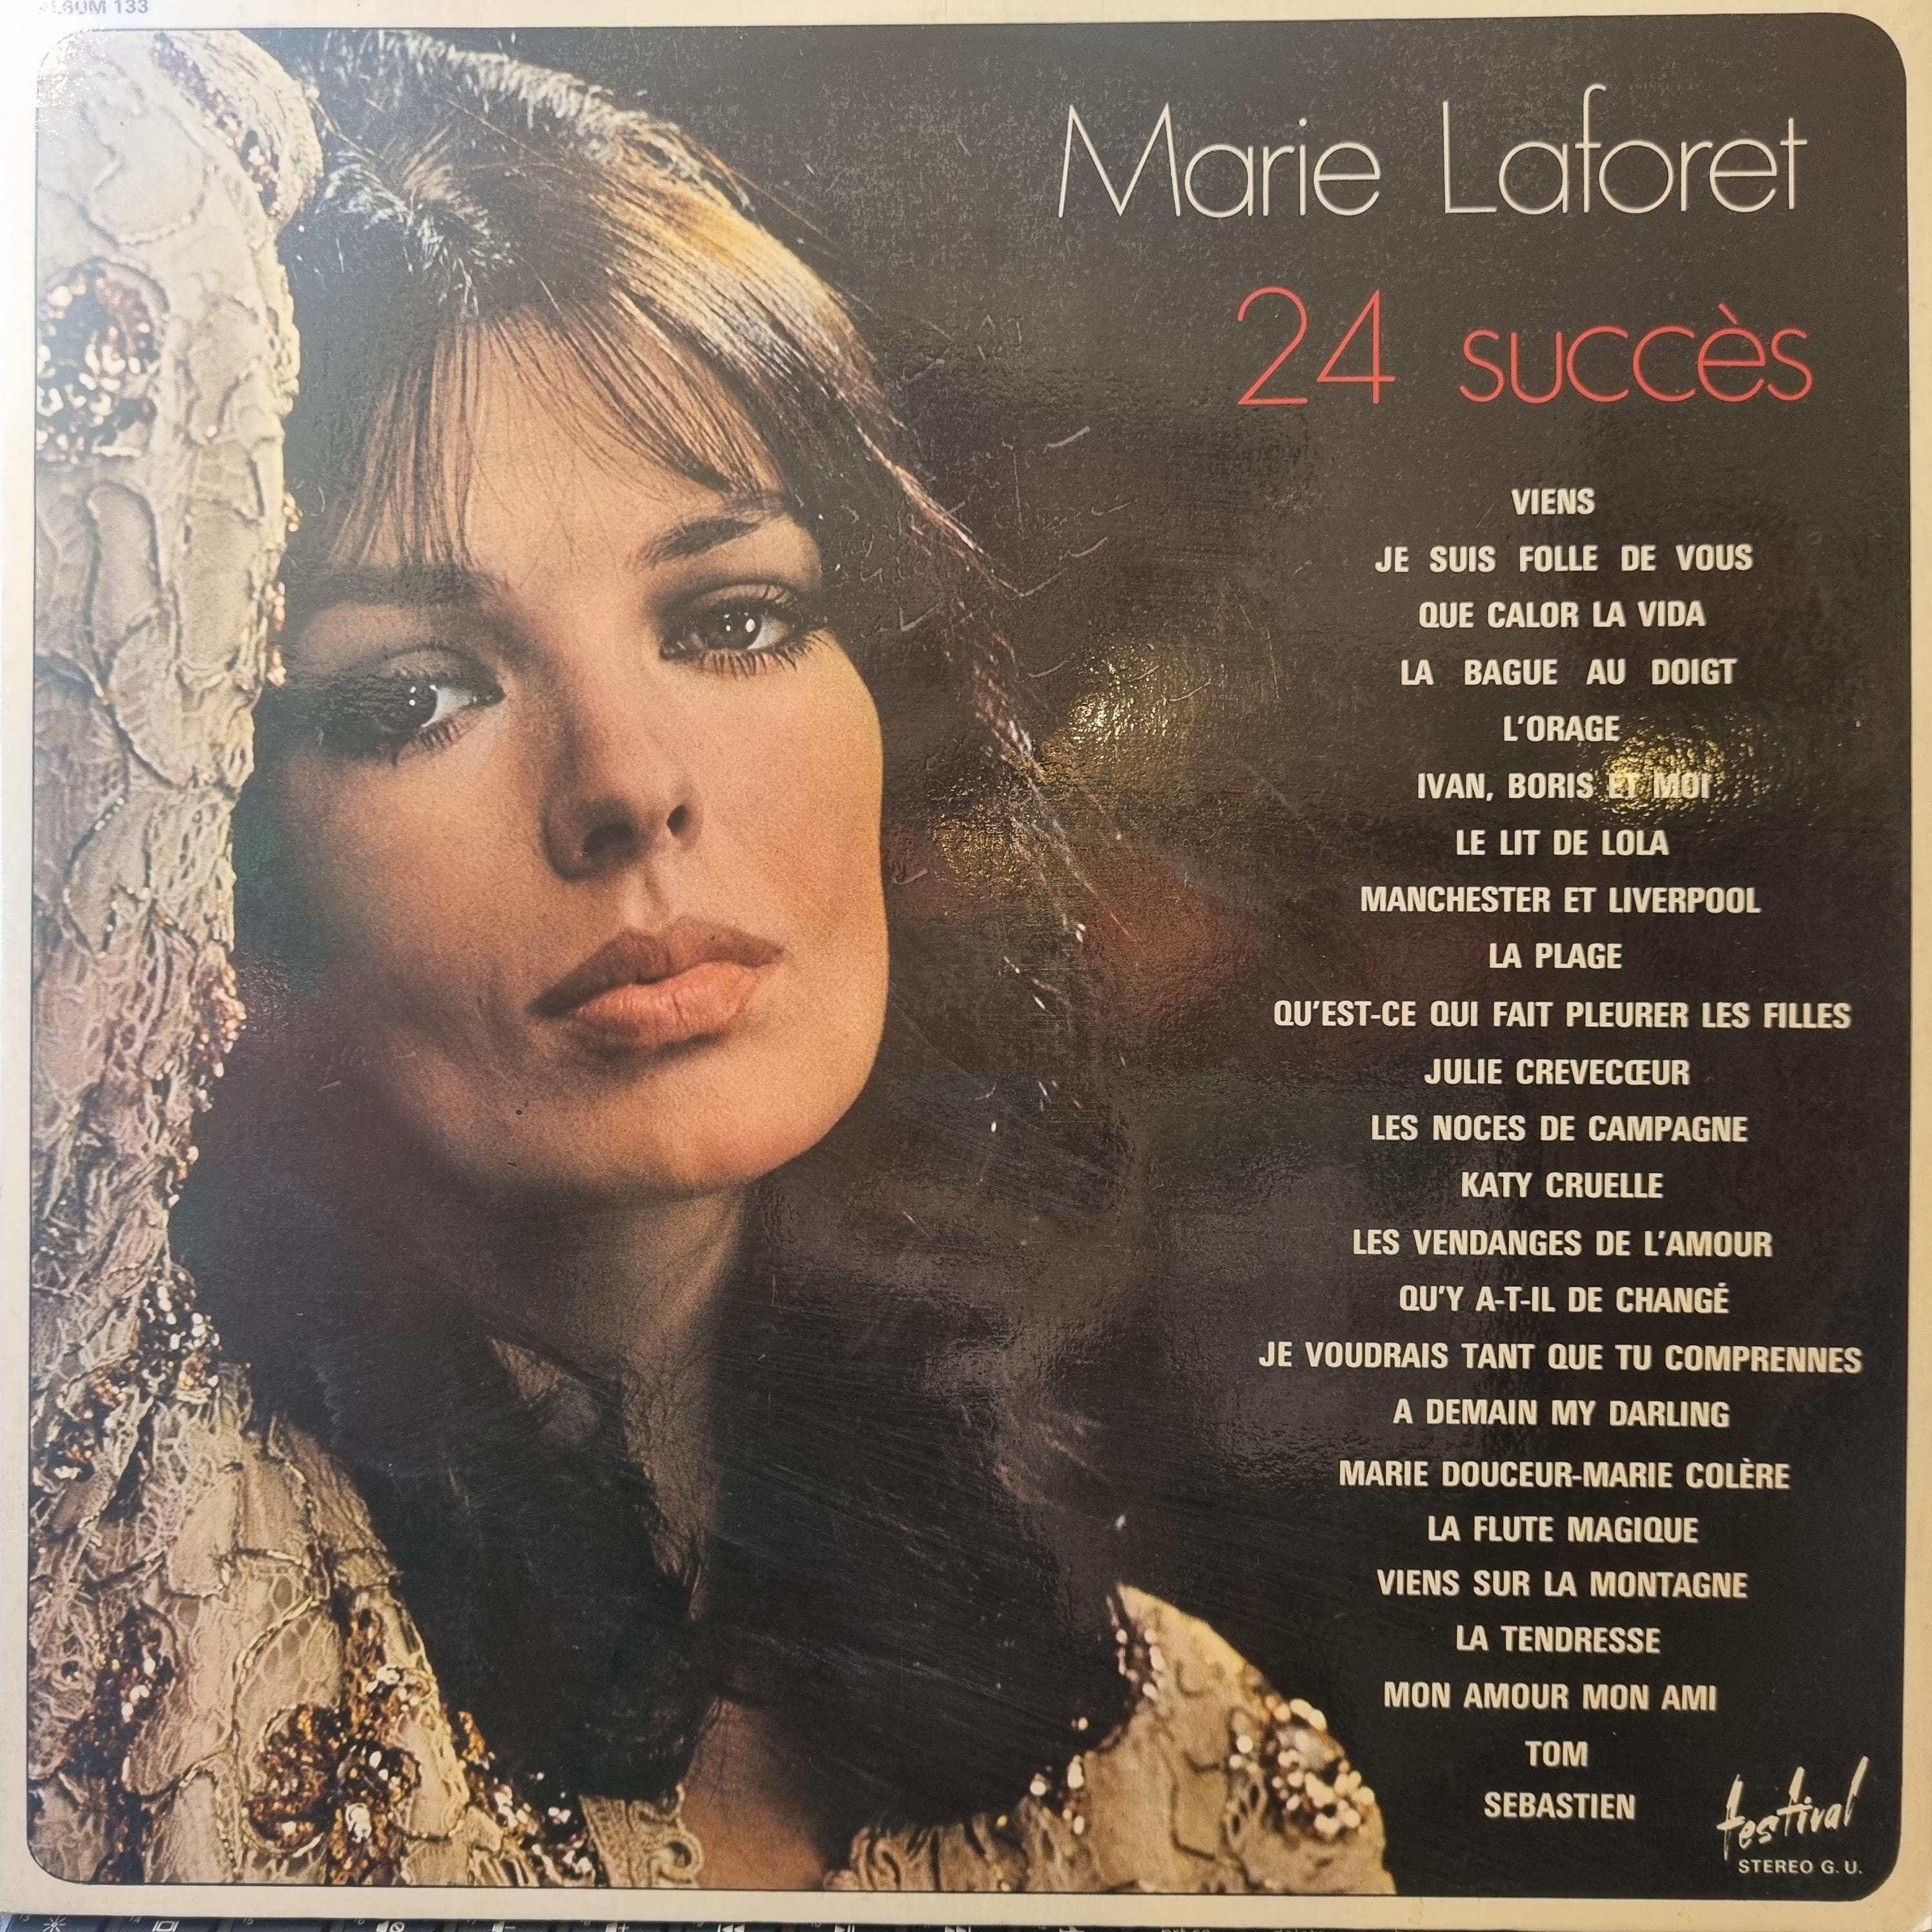 ALBUM 133
Marie Laforet
24 succès
VIENS
JE SUIS FOLLE DE VOUS
QUE CALOR LA VIDA
LA BAGUE AU DOIGT
L'ORAGE
IVAN, BORIS ET MOI
LE LIT DE LOLA
MANCHESTER ET LIVERPOOL
LA PLAGE
QU'EST-CE QUI FAIT PLEURER LES FILLES
JULIE CREVECŒUR
LES NOCES DE CAMPAGNE
KATY CRUELLE
LES VENDANGES DE L'AMOUR
QU'Y A-T-IL DE CHANGÉ
JE VOUDRAIS TANT QUE TU COMPRENNES
A DEMAIN MY DARLING
MARIE DOUCEUR-MARIE COLÈRE
LA FLUTE MAGIQUE
VIENS SUR LA MONTAGNE
LA TENDRESSE
MON AMOUR MON AMI
TOM
SEBASTIEN
festival
STEREO G. U.